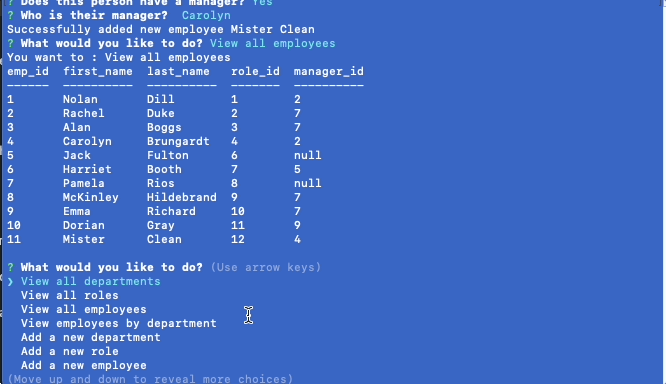 ? Does this person have a manager? Yes
? Who is their manager?  Carolyn
Successfully added new employee Mister Clean
? What would you like to do? View all employees
You want to : View all employees
emp_id  first_name  last_name   role_id  manager_id
------  ----------  ----------  -------  ----------
1       Nolan       Dill        1        2
2       Rachel      Duke        2        7
3       Alan        Boggs       3        7
4       Carolyn     Brungardt   4        2
5       Jack        Fulton      6        null
6       Harriet     Booth       7        5
7       Pamela      Rios        8        null
8       McKinley    Hildebrand  9        7
9       Emma        Richard     10       7
10      Dorian      Gray        11       9
11      Mister      Clean       12       4
? What would you like to do? (Use arrow keys)
❯ View all departments
  View all roles
  View all employees
  View employees by department
  Add a new department
  Add a new role
  Add a new employee
(Move up and down to reveal more choices)